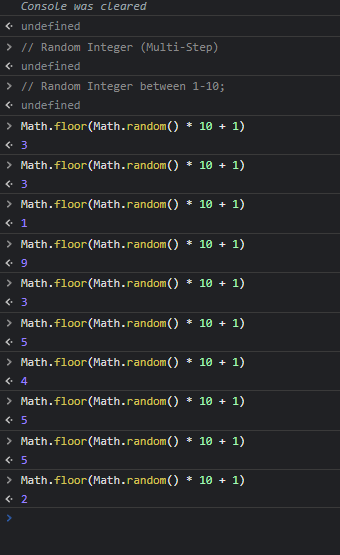 Console was cleared
undefined
// Random Integer (Multi-Step)
undefined
// Random Integer between 1-10;
undefined
Math.floor(Math.random() * 10 + 1)
3
Math.floor(Math.random() * 10 + 1)
3
Math.floor(Math.random() * 10 + 1)
1
Math.floor(Math.random() * 10 + 1)
9
Math.floor(Math.random() * 10 + 1)
3
Math.floor(Math.random() * 10 + 1)
5
Math.floor(Math.random() * 10 + 1)
4
Math.floor(Math.random() * 10 + 1)
5
Math.floor(Math.random() * 10 + 1)
5
Math.floor(Math.random() * 10 + 1)
2